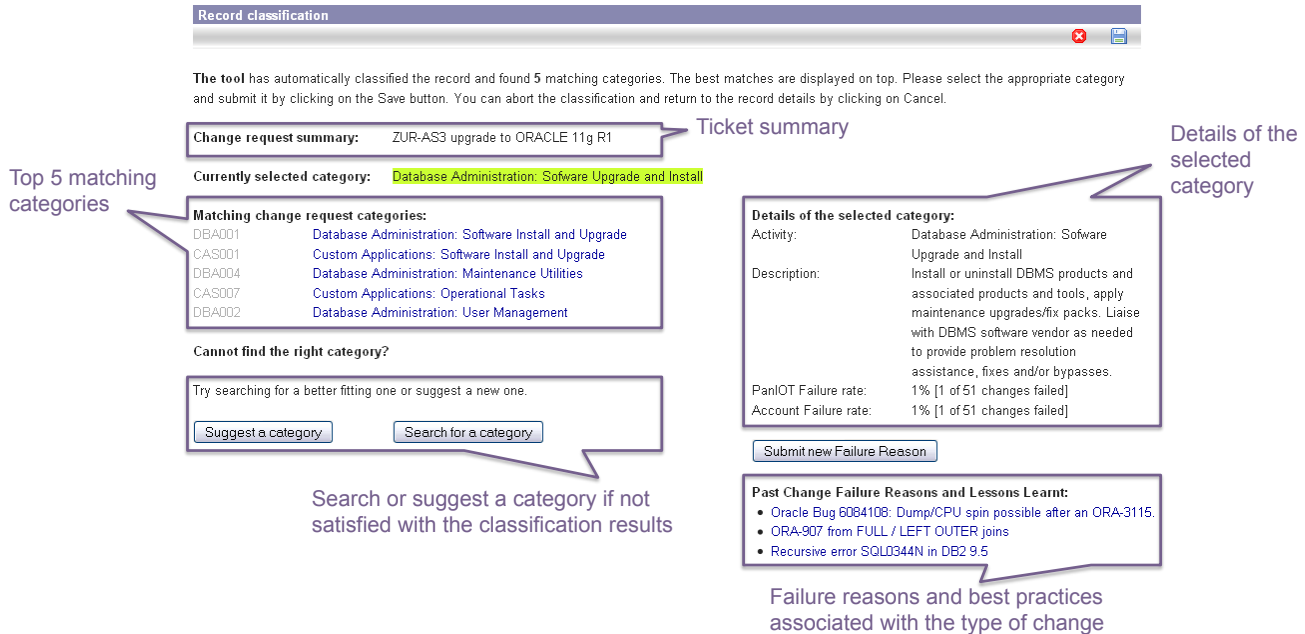 Record classification
The tool has automatically classified the record and found 5 matching categories. The best matches are displayed on top. Please select the appropriate category
and submit it by clicking on the Save button. You can abort the classification and return to the record details by clicking on Cancel.
Change request summary: ZUR-AS3 upgrade to ORACLE 11g R1
Ticket summary
Currently selected category: Database Administration: Sofware Upgrade and Install
Top 5 matching
categories
Matching change request categories:
DBA001 Database Administration: Software Install and Upgrade
CAS001 Custom Applications: Software Install and Upgrade
DBA004 Database Administration: Maintenance Utilities
CAS007 Custom Applications: Operational Tasks
DBA002 Database Administration: User Management
Cannot find the right category?
Try searching for a better fitting one or suggest a new one.
Suggest a category Search for a category
Search or suggest a category if not
satisfied with the classification results
Details of the
selected
category
Details of the selected category:
Activity: Database Administration: Sofware
Upgrade and Install
Description: Install or uninstall DBMS products and
associated products and tools, apply
maintenance upgrades/fix packs. Liaise
with DBMS software vendor as needed
to provide problem resolution
assistance, fixes and/or bypasses.
PanIOT Failure rate: 1% [1 of 51 changes failed]
Account Failure rate: 1% [1 of 51 changes failed]
Submit new Failure Reason
Past Change Failure Reasons and Lessons Learnt:
• Oracle Bug 6084108: Dump/CPU spin possible after an ORA-3115.
• ORA-907 from FULL / LEFT OUTER joins
• Recursive error SQL0344N in DB2 9.5
Failure reasons and best practices
associated with the type of change